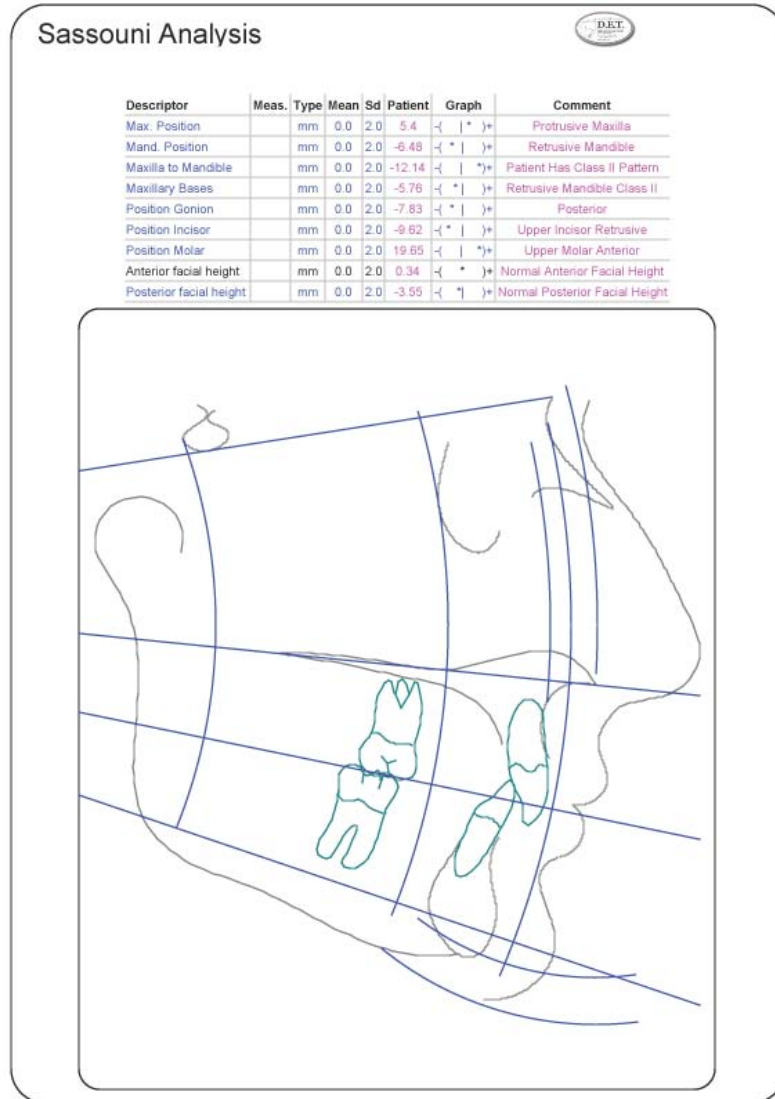 Sassouni Analysis
D.E.T.
Descriptor Meas. Type Mean Sd Patient Graph Comment
Max. Position mm 0.0 2.0 5.4 -( | * )+ Protrusive Maxilla
Mand. Position mm 0.0 2.0 -6.48 -( * | )+ Retrusive Mandible
Maxilla to Mandible mm 0.0 2.0 -12.14 -( | *)+ Patient Has Class II Pattern
Maxillary Bases mm 0.0 2.0 -5.76 -( *| )+ Retrusive Mandible Class II
Position Gonion mm 0.0 2.0 -7.83 -( * | )+ Posterior
Position Incisor mm 0.0 2.0 -9.62 -( * | )+ Upper Incisor Retrusive
Position Molar mm 0.0 2.0 19.65 -( | *)+ Upper Molar Anterior
Anterior facial height mm 0.0 2.0 0.34 -( * )+ Normal Anterior Facial Height
Posterior facial height mm 0.0 2.0 -3.55 -( *| )+ Normal Posterior Facial Height